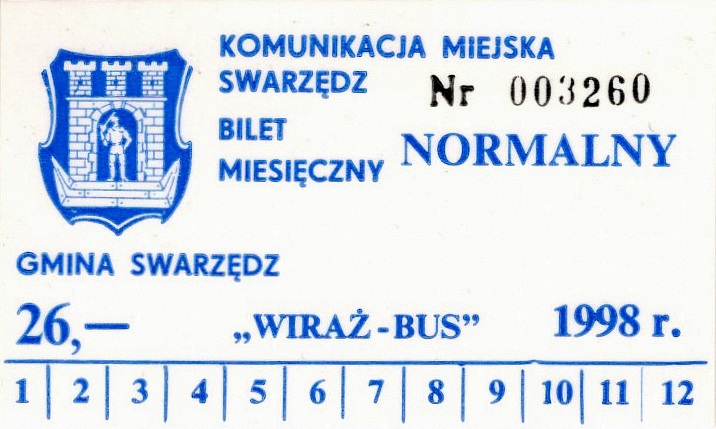 KOMUNIKACJA MIEJSKA
SWARZĘDZ Nr 003260
BILET
MIESIĘCZNY NORMALNY
GMINA SWARZĘDZ
26,— „WIRAŻ-BUS” 1998 r.
1 2 3 4 5 6 7 8 9 10 11 12